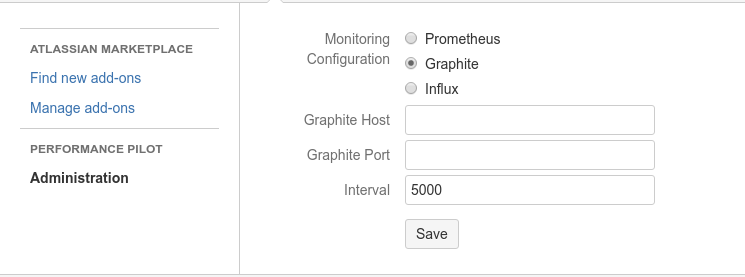 ATLASSIAN MARKETPLACE
Find new add-ons
Manage add-ons
PERFORMANCE PILOT
Administration
Monitoring
Configuration
Prometheus
Graphite
Influx
Graphite Host
Graphite Port
Interval 5000
Save